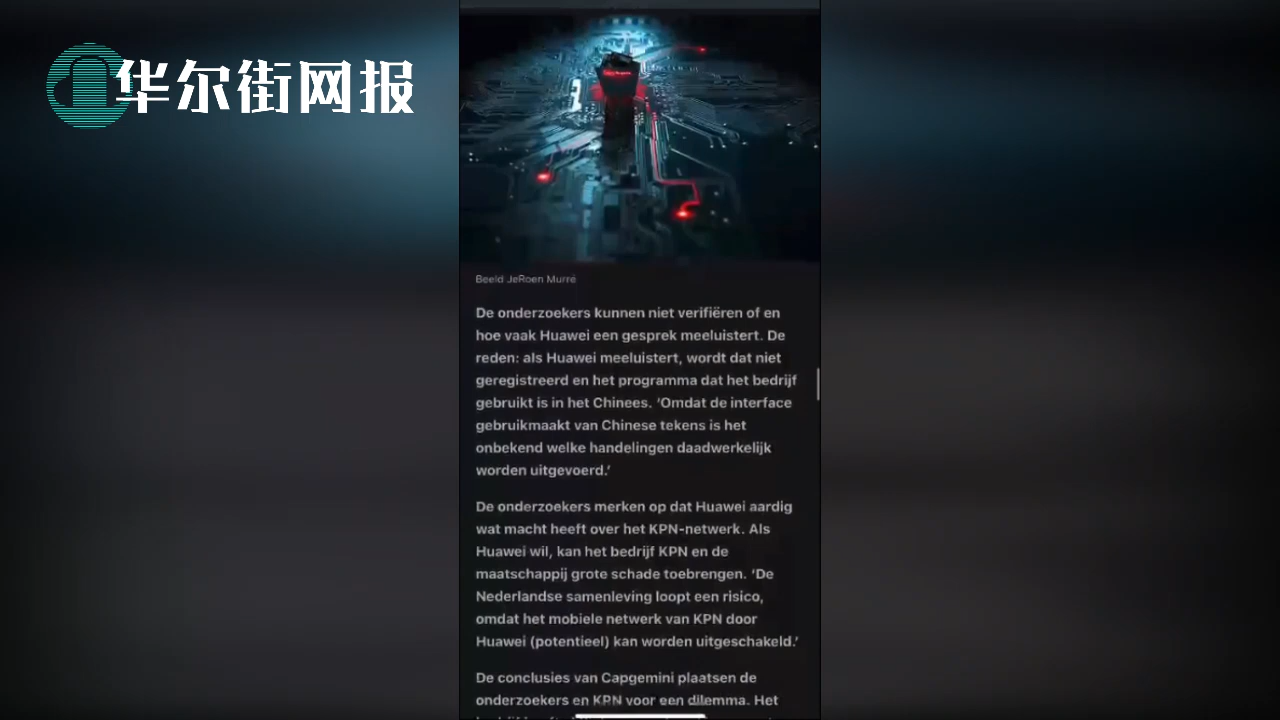 华尔街网报
Beeld JeRoen Murré
De onderzoekers kunnen niet verifiëren of en
hoe vaak Huawei een gesprek meeluistert. De
reden: als Huawei meeluistert, wordt dat niet
geregistreerd en het programma dat het bedrijf
gebruikt is in het Chinees. ‘Omdat de interface
gebruikmaakt van Chinese tekens is het
onbekend welke handelingen daadwerkelijk
worden uitgevoerd.’
De onderzoekers merken op dat Huawei aardig
wat macht heeft over het KPN-netwerk. Als
Huawei wil, kan het bedrijf KPN en de
maatschappij grote schade toebrengen. ‘De
Nederlandse samenleving loopt een risico,
omdat het mobiele netwerk van KPN door
Huawei (potentieel) kan worden uitgeschakeld.’
De conclusies van Capgemini plaatsen de
onderzoekers en KPN voor een dilemma. Het